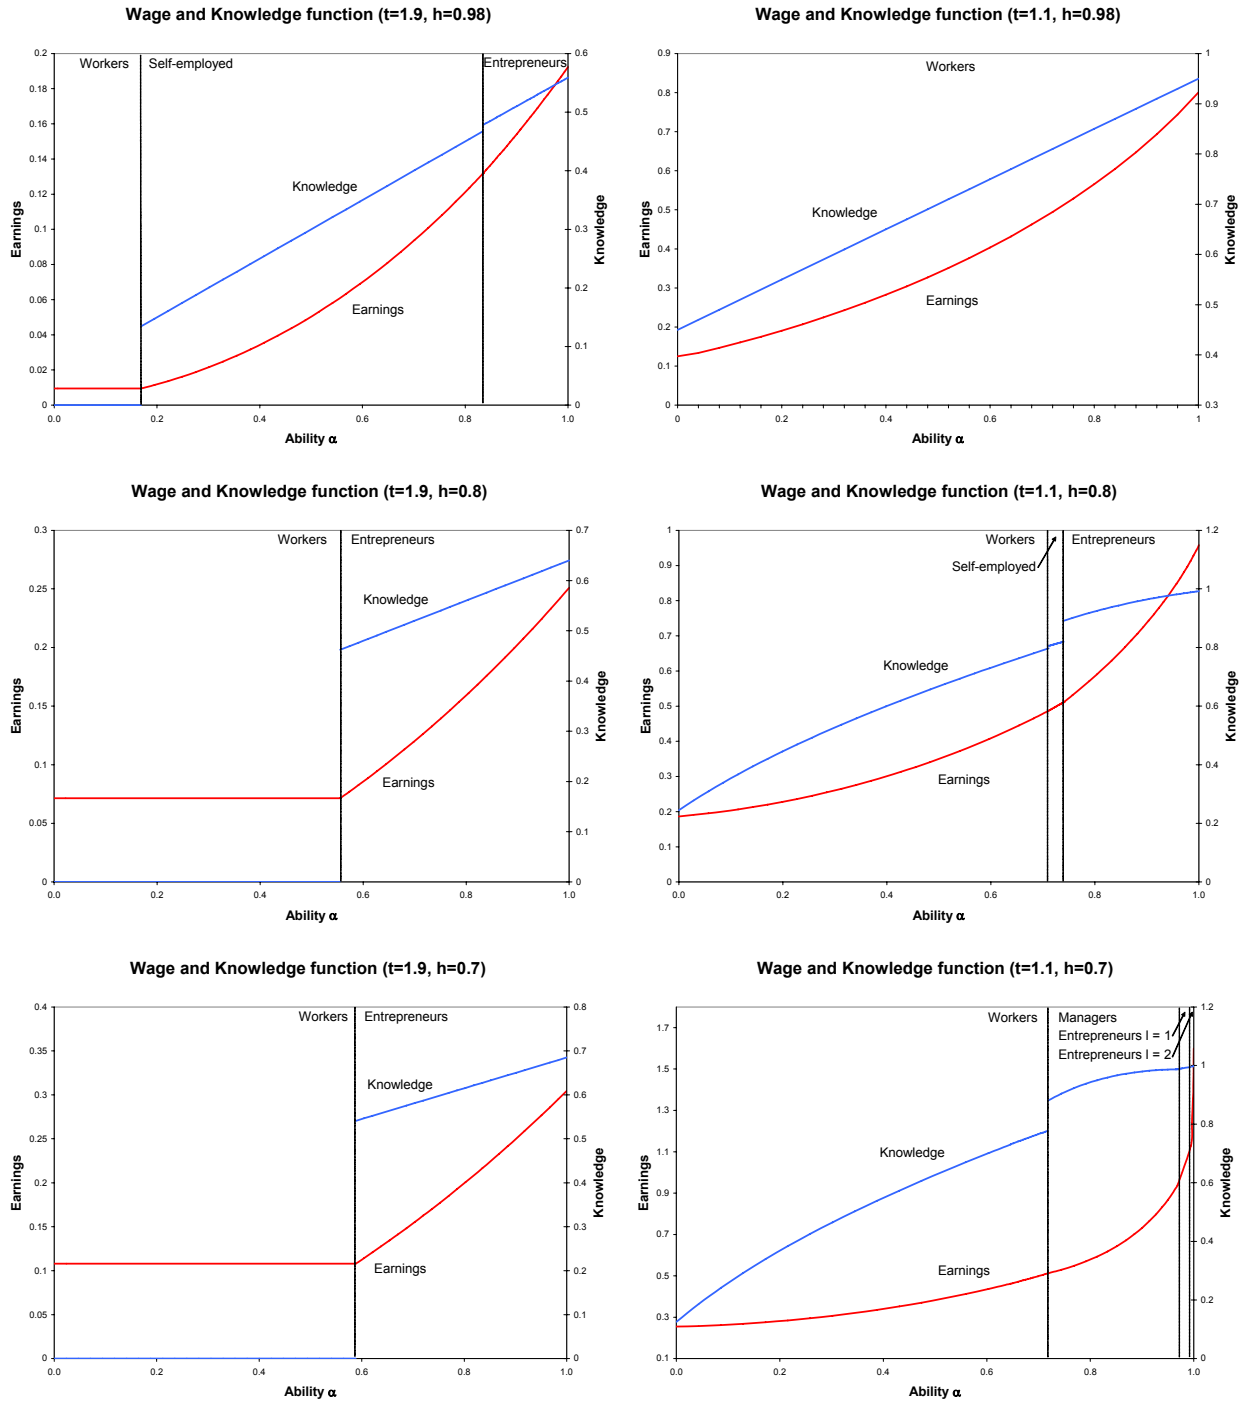 Wage and Knowledge function (t=1.9, h=0.98)
0.2
0.18
0.16
0.14
0.12
0.1
0.08
0.06
0.04
0.02
0
0.6
0.5
0.4
0.3
0.2
0.1
0
0.0 0.2 0.4 0.6 0.8 1.0
Workers Self-employed Entrepreneurs
Knowledge
Earnings
Earnings
Knowledge
Ability α
Wage and Knowledge function (t=1.1, h=0.98)
0.9
0.8
0.7
0.6
0.5
0.4
0.3
0.2
0.1
0
1
0.9
0.8
0.7
0.6
0.5
0.4
0.3
0 0.2 0.4 0.6 0.8 1
Workers
Knowledge
Earnings
Earnings
Knowledge
Ability α
Wage and Knowledge function (t=1.9, h=0.8)
0.3
0.25
0.2
0.15
0.1
0.05
0
0.7
0.6
0.5
0.4
0.3
0.2
0.1
0
0.0 0.2 0.4 0.6 0.8 1.0
Workers Entrepreneurs
Knowledge
Earnings
Earnings
Knowledge
Ability α
Wage and Knowledge function (t=1.1, h=0.8)
1
0.9
0.8
0.7
0.6
0.5
0.4
0.3
0.2
0.1
0
1.2
1
0.8
0.6
0.4
0.2
0
0.0 0.2 0.4 0.6 0.8 1.0
Workers Entrepreneurs
Self-employed
Knowledge
Earnings
Earnings
Knowledge
Ability α
Wage and Knowledge function (t=1.9, h=0.7)
0.4
0.35
0.3
0.25
0.2
0.15
0.1
0.05
0
0.8
0.7
0.6
0.5
0.4
0.3
0.2
0.1
0
0.0 0.2 0.4 0.6 0.8 1.0
Workers Entrepreneurs
Knowledge
Earnings
Earnings
Knowledge
Ability α
Wage and Knowledge function (t=1.1, h=0.7)
1.7
1.5
1.3
1.1
0.9
0.7
0.5
0.3
0.1
1.2
1
0.8
0.6
0.4
0.2
0
0.0 0.2 0.4 0.6 0.8 1.0
Workers Managers
Entrepreneurs l = 1
Entrepreneurs l = 2
Knowledge
Earnings
Earnings
Knowledge
Ability α